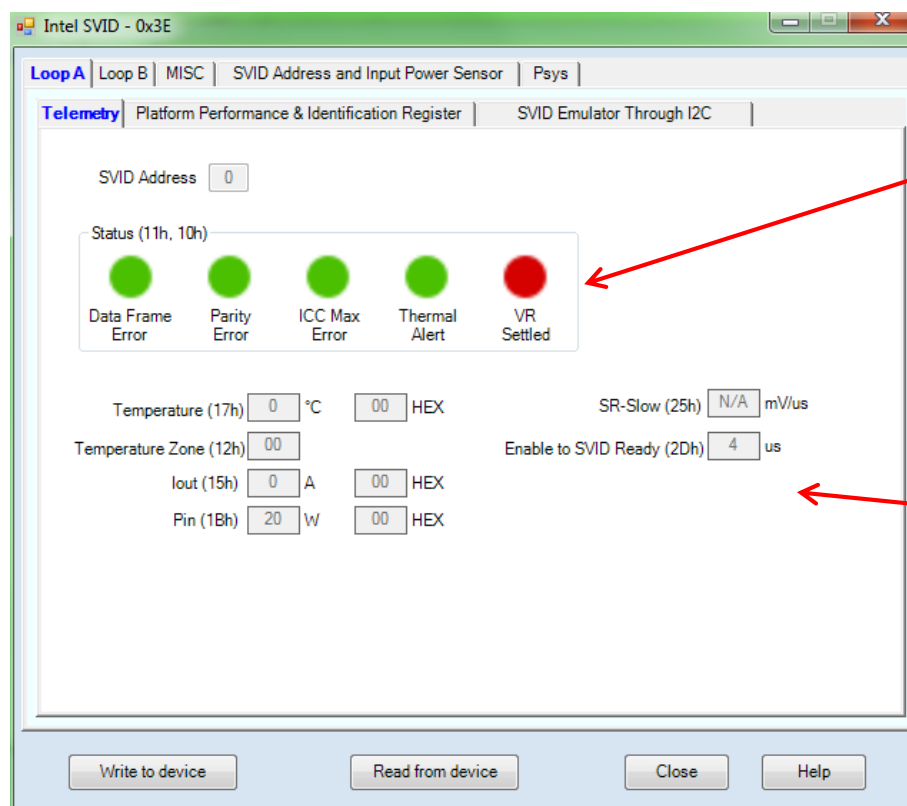 Intel SVID - 0x3E
Loop A Loop B MISC SVID Address and Input Power Sensor Psys
Telemetry Platform Performance & Identification Register SVID Emulator Through I2C
SVID Address 0
Status (11h, 10h)
Data Frame Error
Parity Error
ICC Max Error
Thermal Alert
VR Settled
Temperature (17h) 0 °C 00 HEX
SR-Slow (25h) N/A mV/us
Temperature Zone (12h) 00
Enable to SVID Ready (2Dh) 4 us
Iout (15h) 0 A 00 HEX
Pin (1Bh) 20 W 00 HEX
Write to device Read from device Close Help